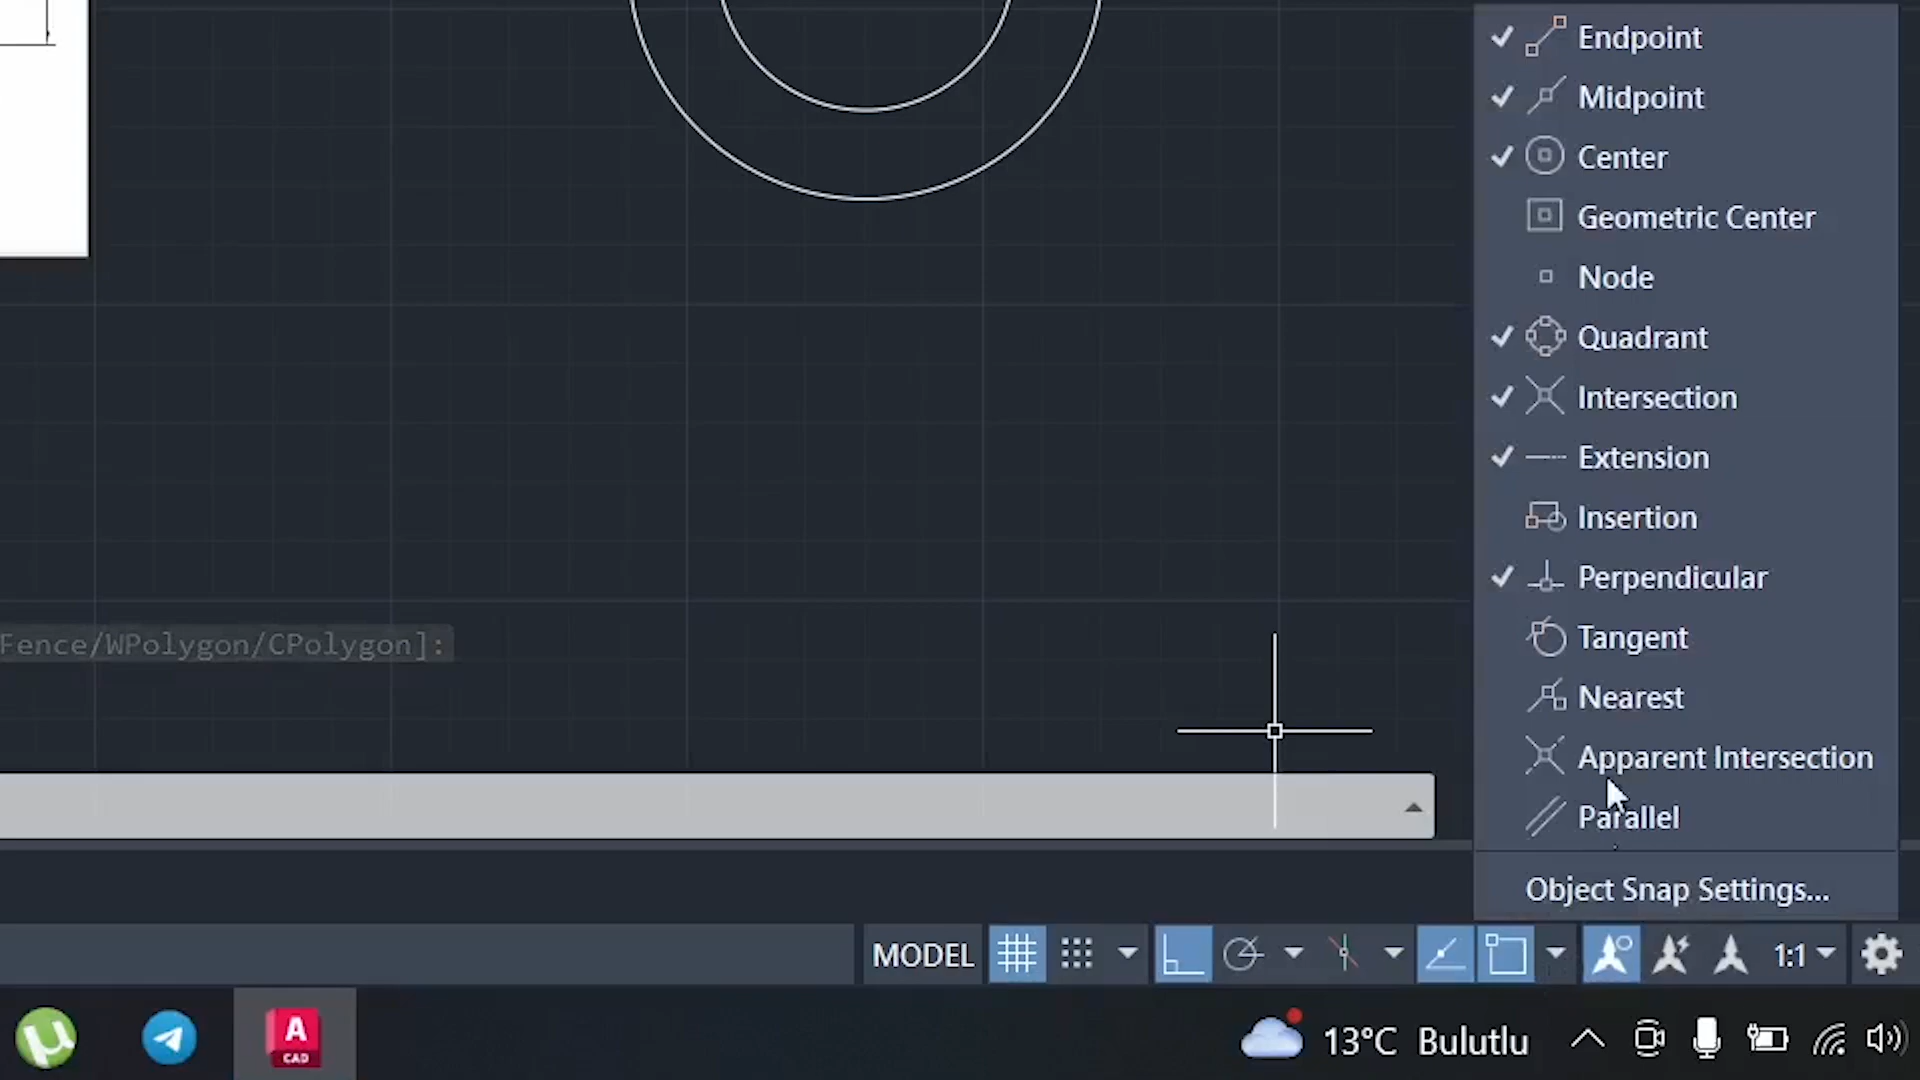 Endpoint
Midpoint
Center
Geometric Center
Node
Quadrant
Intersection
Extension
Insertion
Perpendicular
Tangent
Nearest
Apparent Intersection
Parallel
Object Snap Settings...
Fence/WPolygon/CPolygon]:
MODEL
1:1
A
CAD
13°C Bulutlu